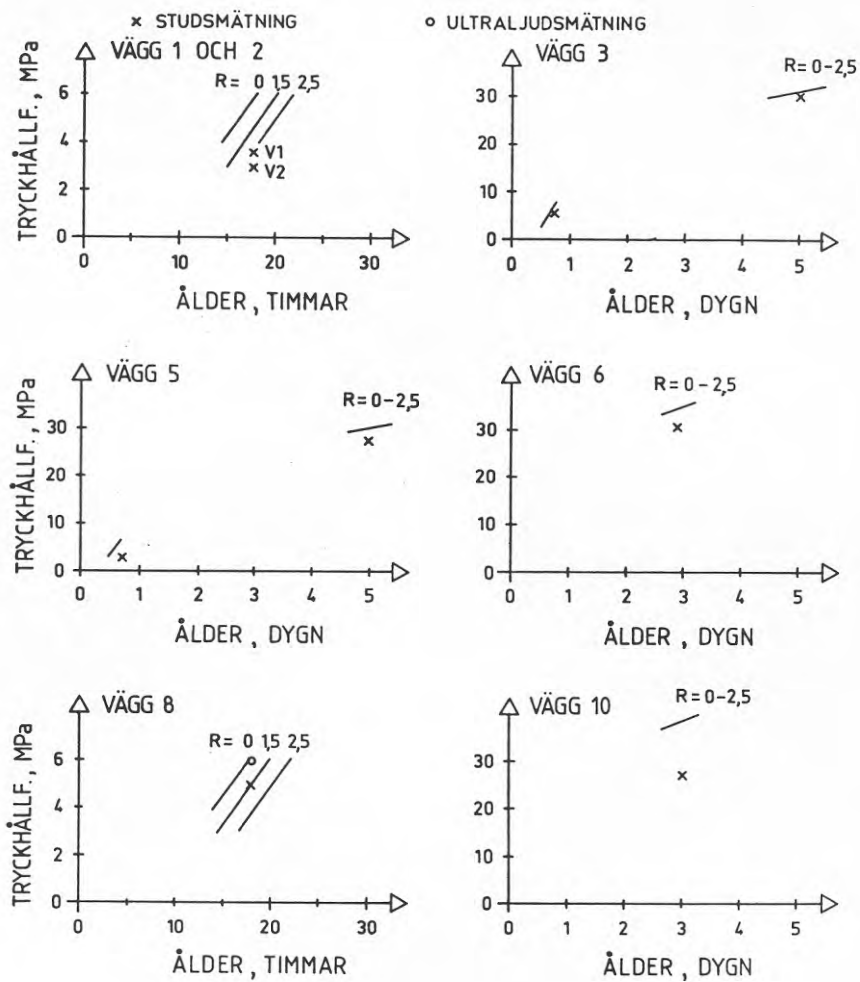 × STUDSMÄTNING
o ULTRALJUDSMÄTNING
VÄGG 1 OCH 2
R = 0 1,5 2,5
V1
V2
TRYCKHÅLLF., MPa
6
4
2
0
0 10 20 30
ÅLDER, TIMMAR
VÄGG 3
R = 0-2,5
30
20
10
0
0 1 2 3 4 5
ÅLDER, DYGN
VÄGG 5
R = 0-2,5
TRYCKHÅLLF., MPa
30
20
10
0
0 1 2 3 4 5
ÅLDER, DYGN
VÄGG 6
R = 0-2,5
30
20
10
0
0 1 2 3 4 5
ÅLDER, DYGN
VÄGG 8
R = 0 1,5 2,5
TRYCKHÅLLF., MPa
6
4
2
0
0 10 20 30
ÅLDER, TIMMAR
VÄGG 10
R = 0-2,5
30
20
10
0
0 1 2 3 4 5
ÅLDER, DYGN